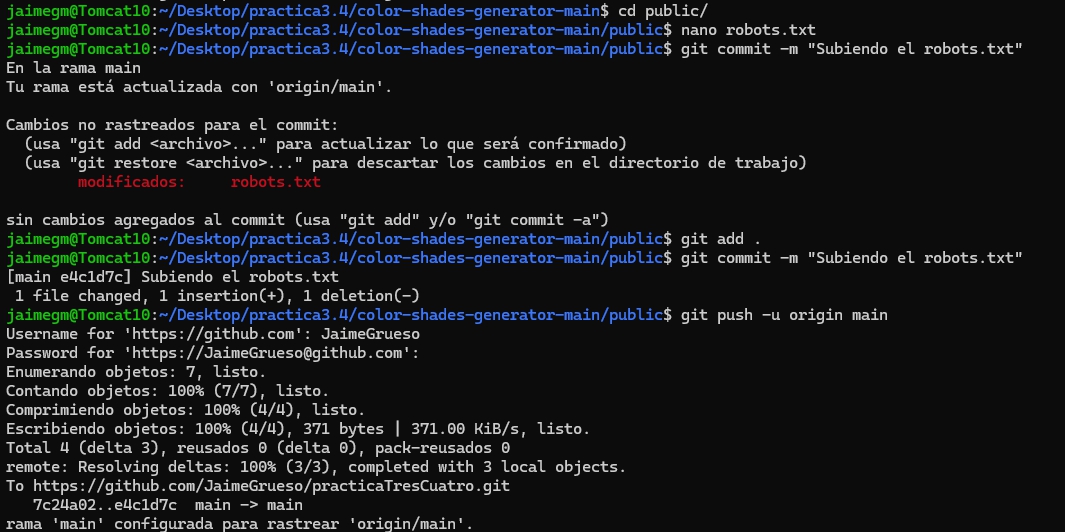 jaimegm@Tomcat10:~/Desktop/practica3.4/color-shades-generator-main$ cd public/
jaimegm@Tomcat10:~/Desktop/practica3.4/color-shades-generator-main/public$ nano robots.txt
jaimegm@Tomcat10:~/Desktop/practica3.4/color-shades-generator-main/public$ git commit -m "Subiendo el robots.txt"
En la rama main
Tu rama está actualizada con 'origin/main'.

Cambios no rastreados para el commit:
  (usa "git add <archivo>..." para actualizar lo que será confirmado)
  (usa "git restore <archivo>..." para descartar los cambios en el directorio de trabajo)
        modificados:     robots.txt

sin cambios agregados al commit (usa "git add" y/o "git commit -a")
jaimegm@Tomcat10:~/Desktop/practica3.4/color-shades-generator-main/public$ git add .
jaimegm@Tomcat10:~/Desktop/practica3.4/color-shades-generator-main/public$ git commit -m "Subiendo el robots.txt"
[main e4c1d7c] Subiendo el robots.txt
 1 file changed, 1 insertion(+), 1 deletion(-)
jaimegm@Tomcat10:~/Desktop/practica3.4/color-shades-generator-main/public$ git push -u origin main
Username for 'https://github.com': JaimeGrueso
Password for 'https://JaimeGrueso@github.com':
Enumerando objetos: 7, listo.
Contando objetos: 100% (7/7), listo.
Comprimiendo objetos: 100% (4/4), listo.
Escribiendo objetos: 100% (4/4), 371 bytes | 371.00 KiB/s, listo.
Total 4 (delta 3), reusados 0 (delta 0), pack-reusados 0
remote: Resolving deltas: 100% (3/3), completed with 3 local objects.
To https://github.com/JaimeGrueso/practicaTresCuatro.git
   7c24a02..e4c1d7c  main -> main
rama 'main' configurada para rastrear 'origin/main'.